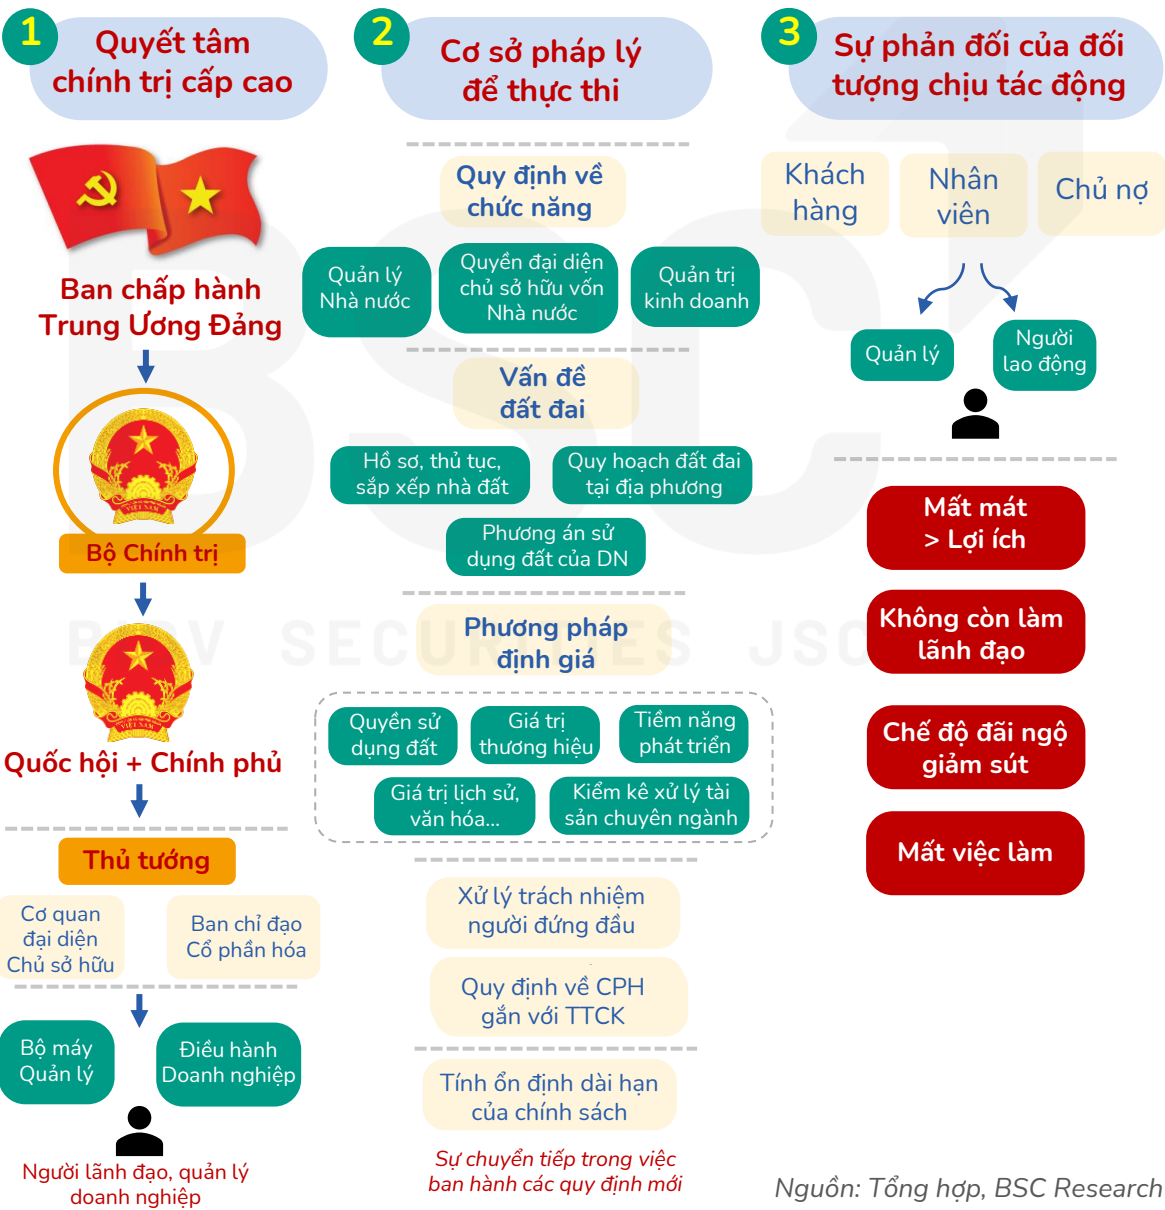 1
Quyết tâm
chính trị cấp cao
Ban chấp hành
Trung Ương Đảng
VIỆT NAM
Bộ Chính trị
VIỆT NAM
Quốc hội + Chính phủ
Thủ tướng
Cơ quan
đại diện
Chủ sở hữu
Ban chỉ đạo
Cổ phần hóa
Bộ máy
Quản lý
Điều hành
Doanh nghiệp
Người lãnh đạo, quản lý
doanh nghiệp
2
Cơ sở pháp lý
để thực thi
Quy định về
chức năng
Quản lý
Nhà nước
Quyền đại diện
chủ sở hữu vốn
Nhà nước
Quản trị
kinh doanh
Vấn đề
đất đai
Hồ sơ, thủ tục,
sắp xếp nhà đất
Quy hoạch đất đai
tại địa phương
Phương án sử
dụng đất của DN
Phương pháp
định giá
Quyền sử
dụng đất
Giá trị
thương hiệu
Tiềm năng
phát triển
Giá trị lịch sử,
văn hóa...
Kiểm kê xử lý tài
sản chuyên ngành
Xử lý trách nhiệm
người đứng đầu
Quy định về CPH
gắn với TTCK
Tính ổn định dài hạn
của chính sách
Sự chuyển tiếp trong việc
ban hành các quy định mới
3
Sự phản đối của đối
tượng chịu tác động
Khách
hàng
Nhân
viên
Chủ nợ
Quản lý
Người
lao động
Mất mát
> Lợi ích
Không còn làm
lãnh đạo
Chế độ đãi ngộ
giảm sút
Mất việc làm
Nguồn: Tổng hợp, BSC Research
BSC
SECURITIES JSC